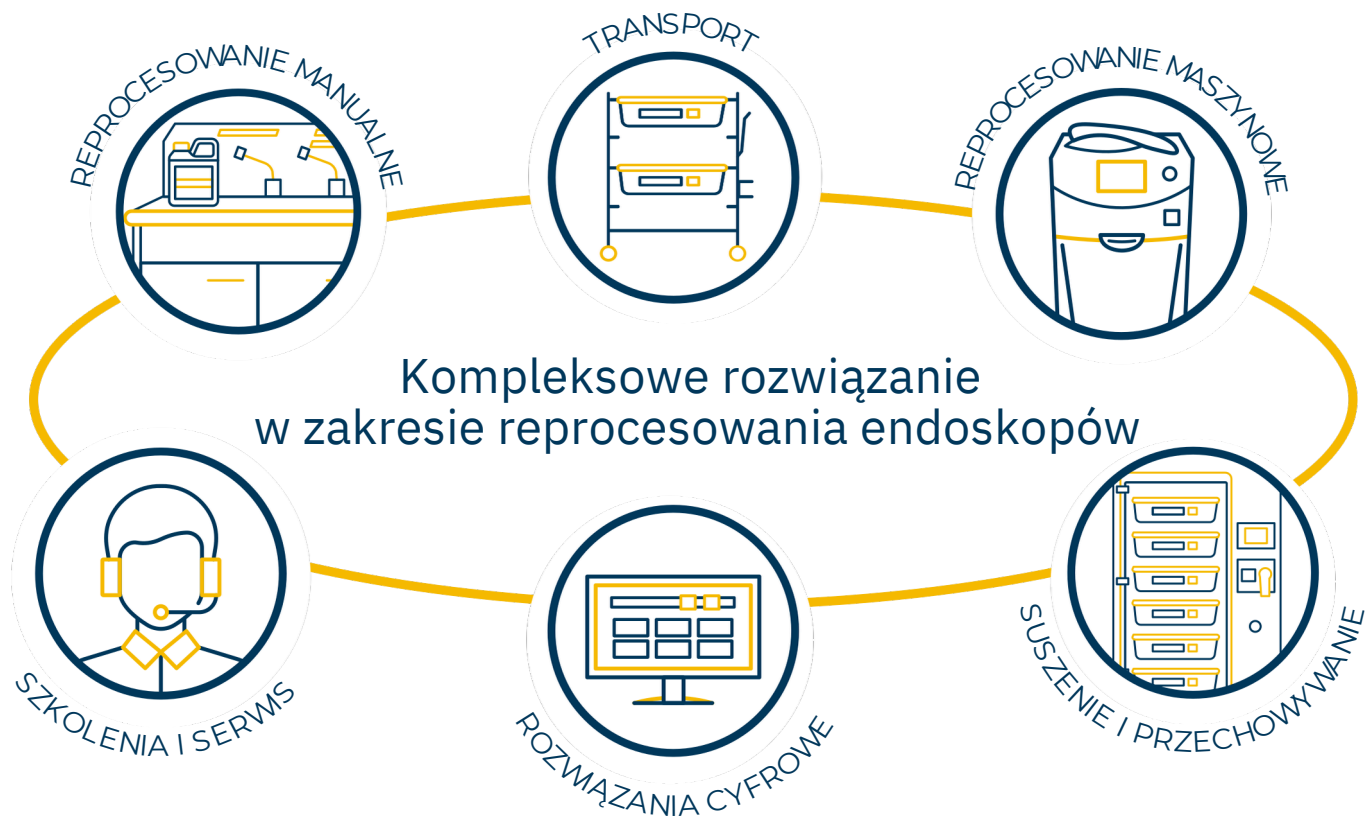 REPROCESOWANIE MANUALNE
TRANSPORT
REPROCESOWANIE MASZYNOWE
Kompleksowe rozwiązanie
w zakresie reprocesowania endoskopów
SZKOLENIA I SERWIS
ROZWIĄZANIA CYFROWE
SUSZENIE I PRZECHOWYWANIE